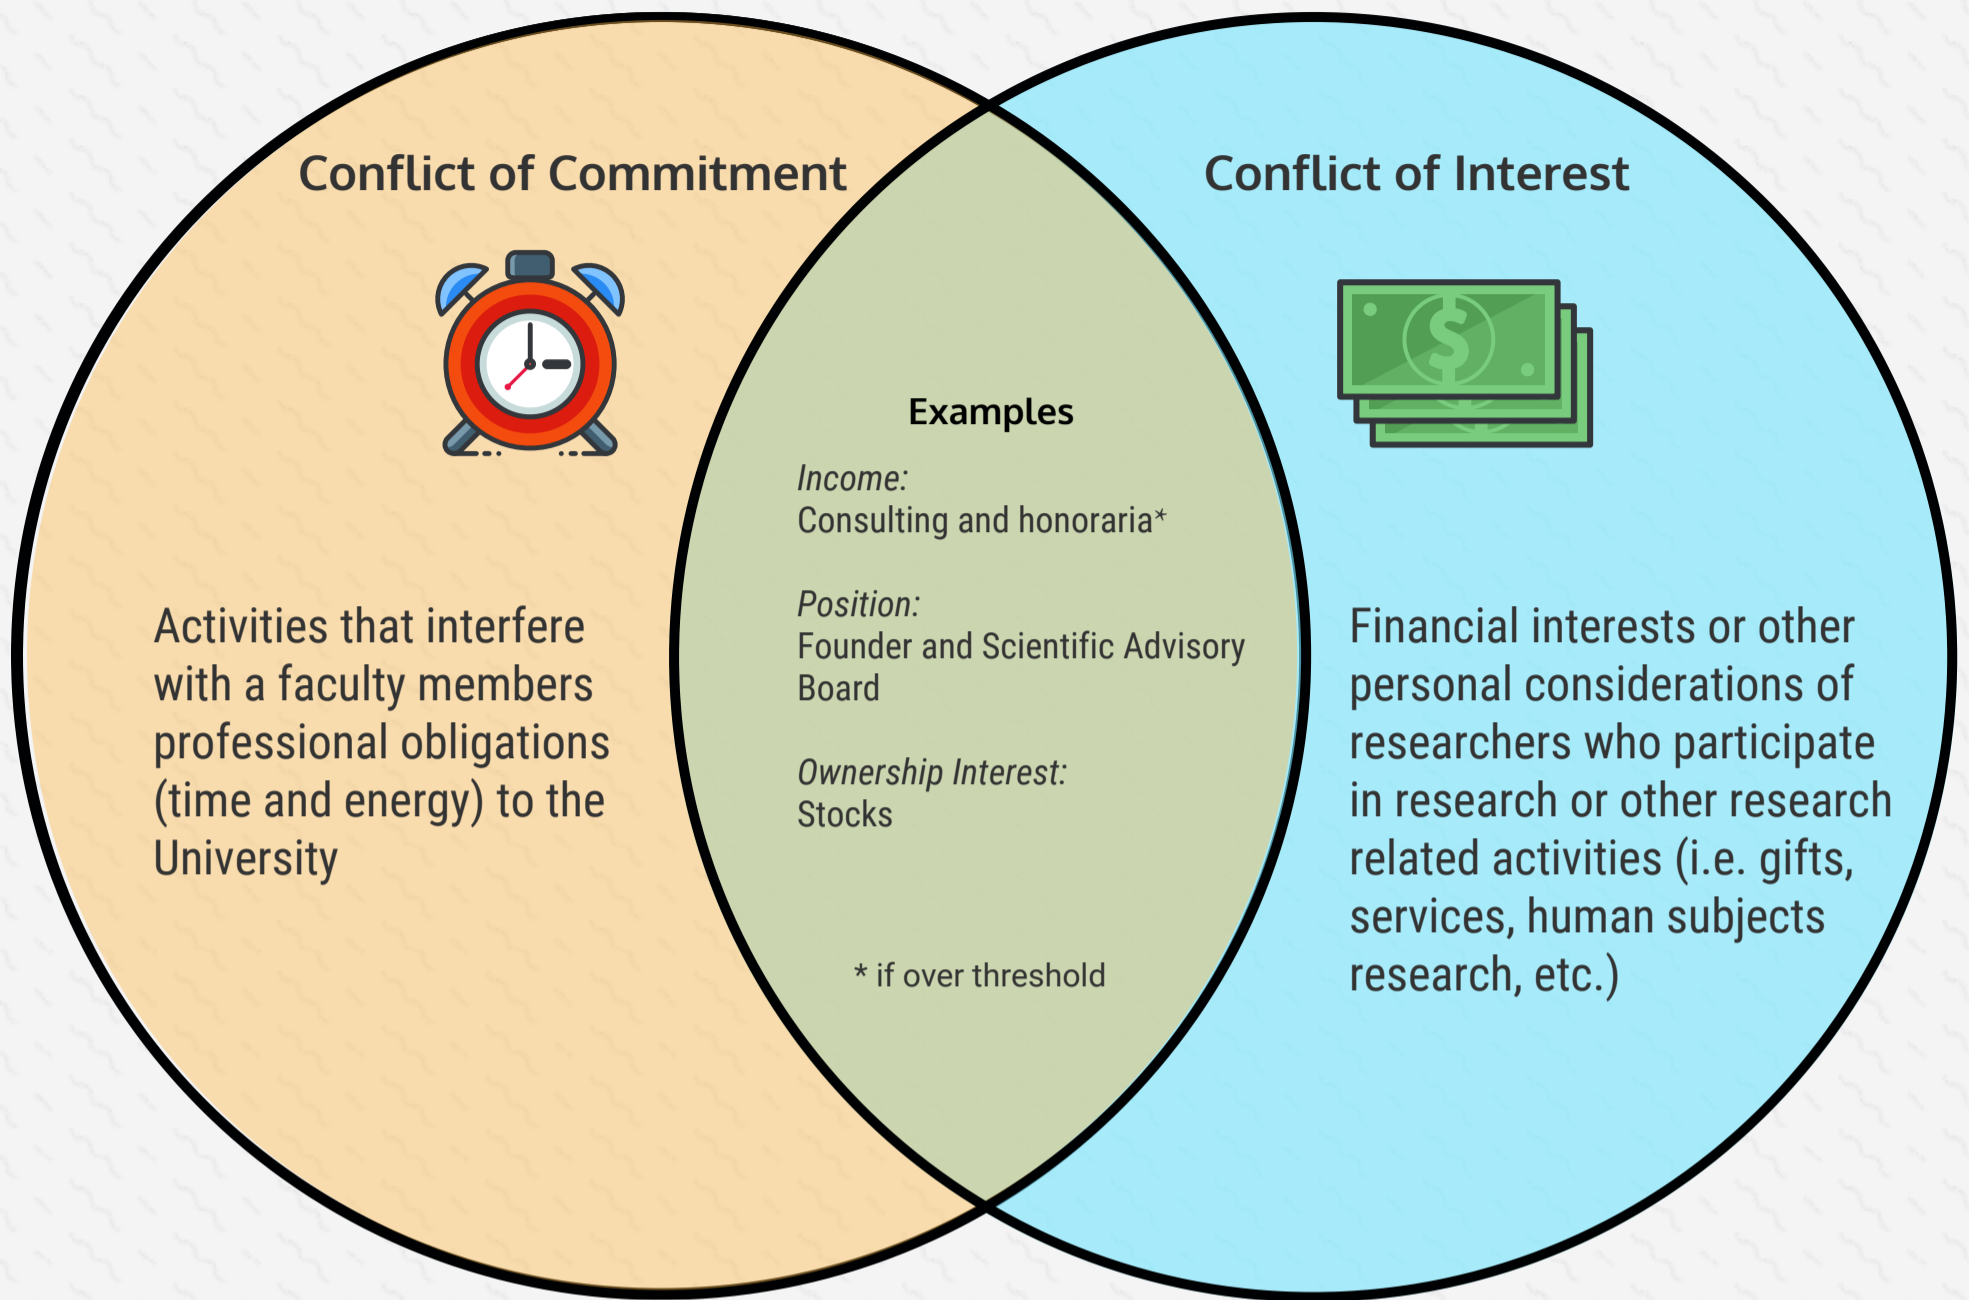 Conflict of Commitment
Activities that interfere
with a faculty members
professional obligations
(time and energy) to the
University
Examples
Income:
Consulting and honoraria*
Position:
Founder and Scientific Advisory
Board
Ownership Interest:
Stocks
* if over threshold
Conflict of Interest
$
Financial interests or other
personal considerations of
researchers who participate
in research or other research
related activities (i.e. gifts,
services, human subjects
research, etc.)